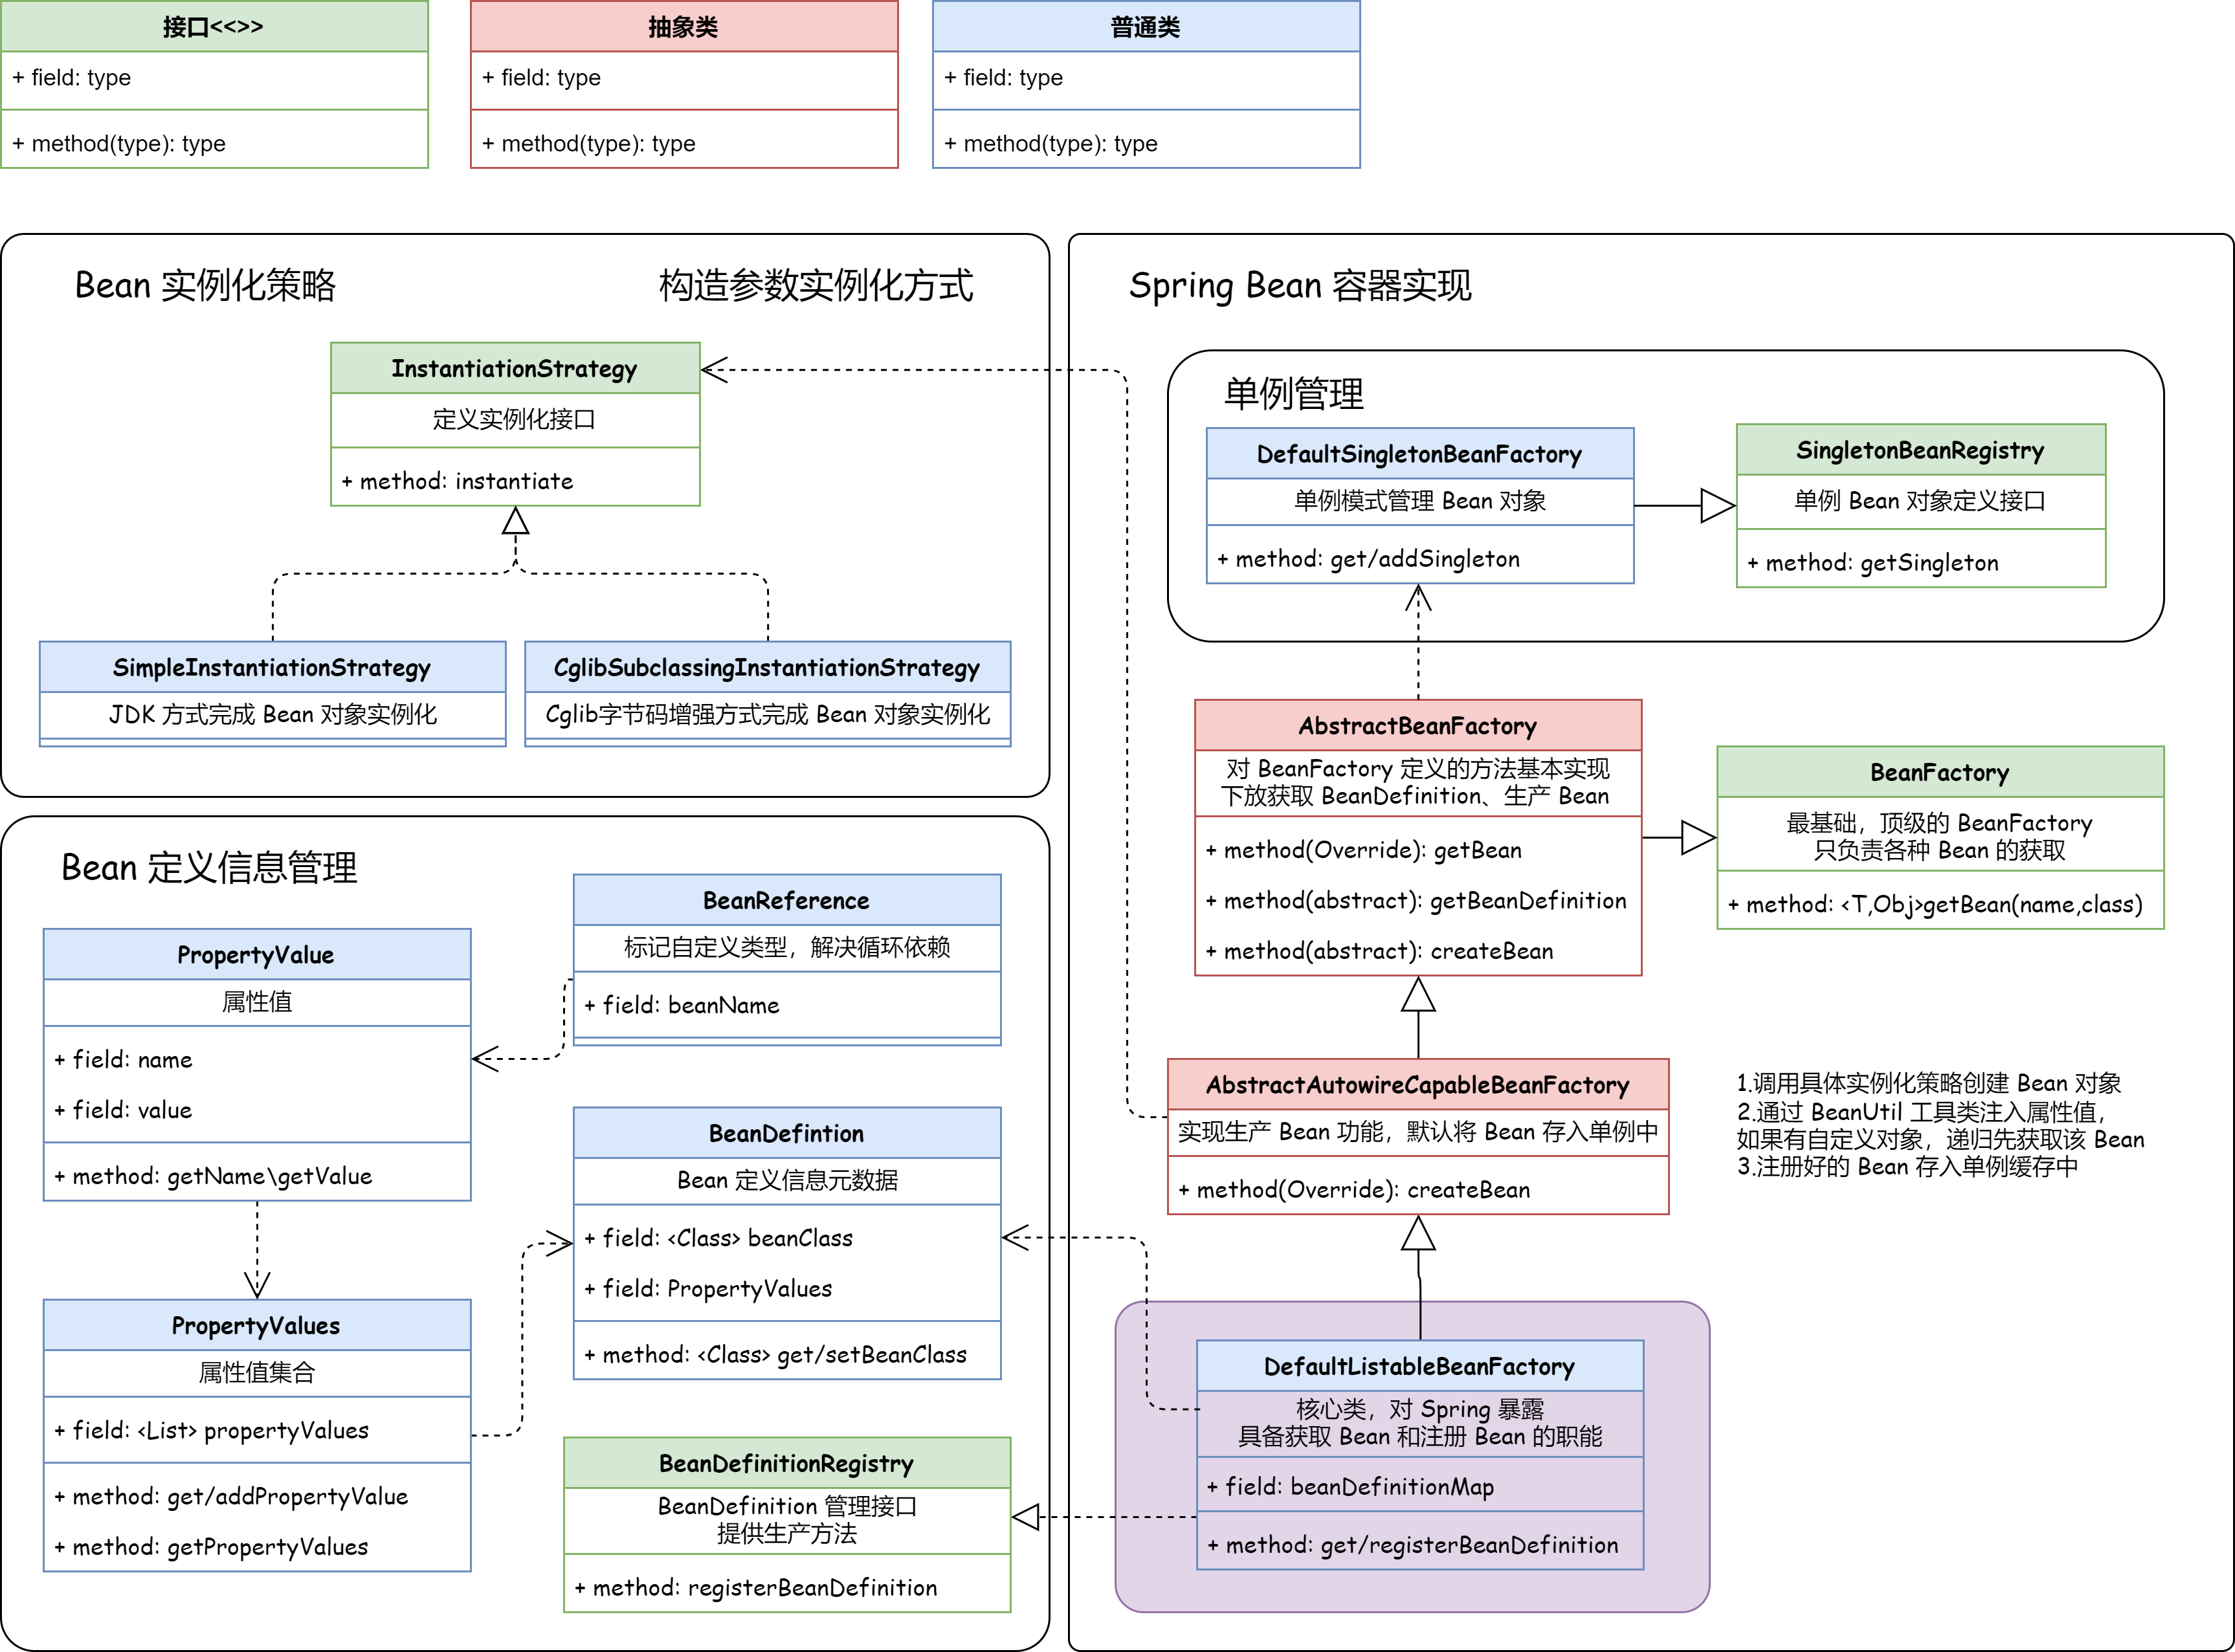 接口<<>>
+ field: type
+ method(type): type
抽象类
+ field: type
+ method(type): type
普通类
+ field: type
+ method(type): type
Bean 实例化策略
构造参数实例化方式
InstantiationStrategy
定义实例化接口
+ method: instantiate
SimpleInstantiationStrategy
JDK 方式完成 Bean 对象实例化
CglibSubclassingInstantiationStrategy
Cglib字节码增强方式完成 Bean 对象实例化
Bean 定义信息管理
PropertyValue
属性值
+ field: name
+ field: value
+ method: getName\getValue
BeanReference
标记自定义类型，解决循环依赖
+ field: beanName
BeanDefintion
Bean 定义信息元数据
+ field: <Class> beanClass
+ field: PropertyValues
+ method: <Class> get/setBeanClass
PropertyValues
属性值集合
+ field: <List> propertyValues
+ method: get/addPropertyValue
+ method: getPropertyValues
BeanDefinitionRegistry
BeanDefinition 管理接口
提供生产方法
+ method: registerBeanDefinition
Spring Bean 容器实现
单例管理
DefaultSingletonBeanFactory
单例模式管理 Bean 对象
+ method: get/addSingleton
SingletonBeanRegistry
单例 Bean 对象定义接口
+ method: getSingleton
AbstractBeanFactory
对 BeanFactory 定义的方法基本实现
下放获取 BeanDefinition、生产 Bean
+ method(Override): getBean
+ method(abstract): getBeanDefinition
+ method(abstract): createBean
BeanFactory
最基础，顶级的 BeanFactory
只负责各种 Bean 的获取
+ method: <T,Obj>getBean(name,class)
AbstractAutowireCapableBeanFactory
实现生产 Bean 功能，默认将 Bean 存入单例中
+ method(Override): createBean
1.调用具体实例化策略创建 Bean 对象
2.通过 BeanUtil 工具类注入属性值，
如果有自定义对象，递归先获取该 Bean
3.注册好的 Bean 存入单例缓存中
DefaultListableBeanFactory
核心类，对 Spring 暴露
具备获取 Bean 和注册 Bean 的职能
+ field: beanDefinitionMap
+ method: get/registerBeanDefinition